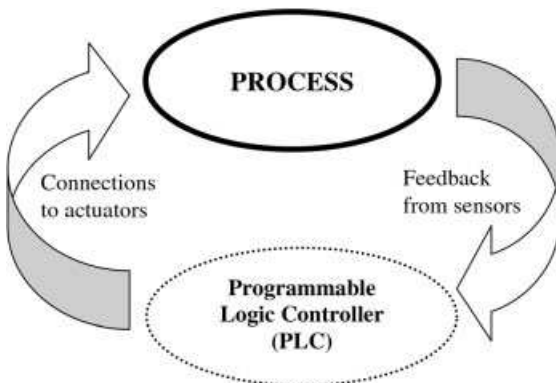 PROCESS
Connections
to actuators
Feedback
from sensors
Programmable
Logic Controller
(PLC)